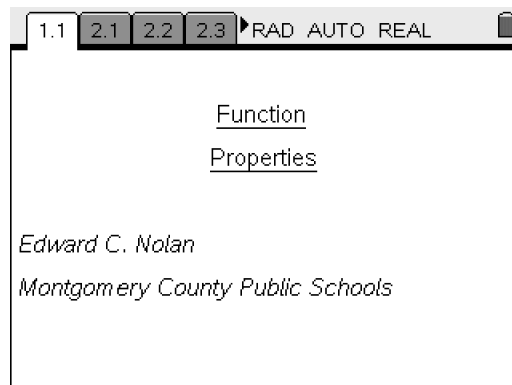 1.1 2.1 2.2 2.3 RAD AUTO REAL
Function
Properties
Edward C. Nolan
Montgomery County Public Schools